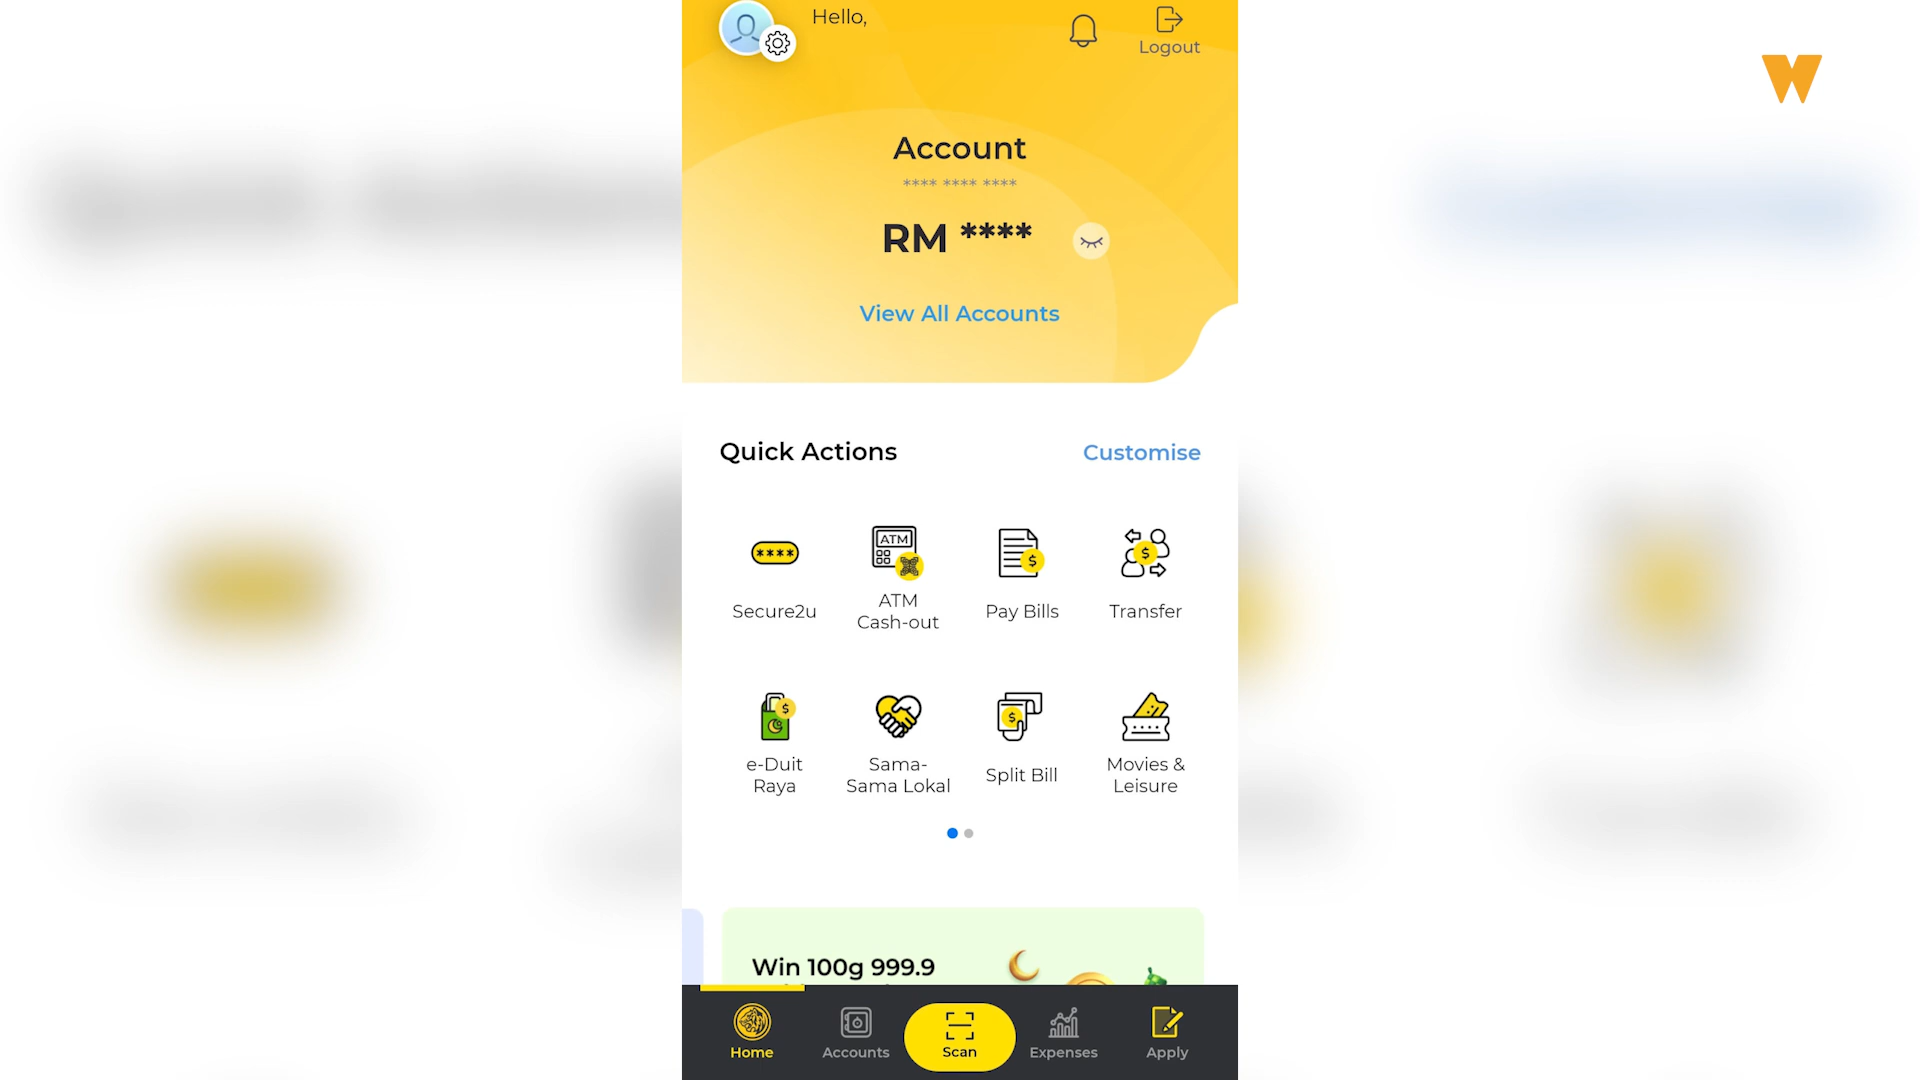 Hello,
Logout
W
Account
**** **** ****
RM ****
View All Accounts
Quick Actions
Customise
****
ATM
$
$
Secure2u
ATM
Cash-out
Pay Bills
Transfer
$
$
e-Duit
Raya
Sama-
Sama Lokal
Split Bill
Movies &
Leisure
Win 100g 999.9
Home
Accounts
Scan
Expenses
Apply